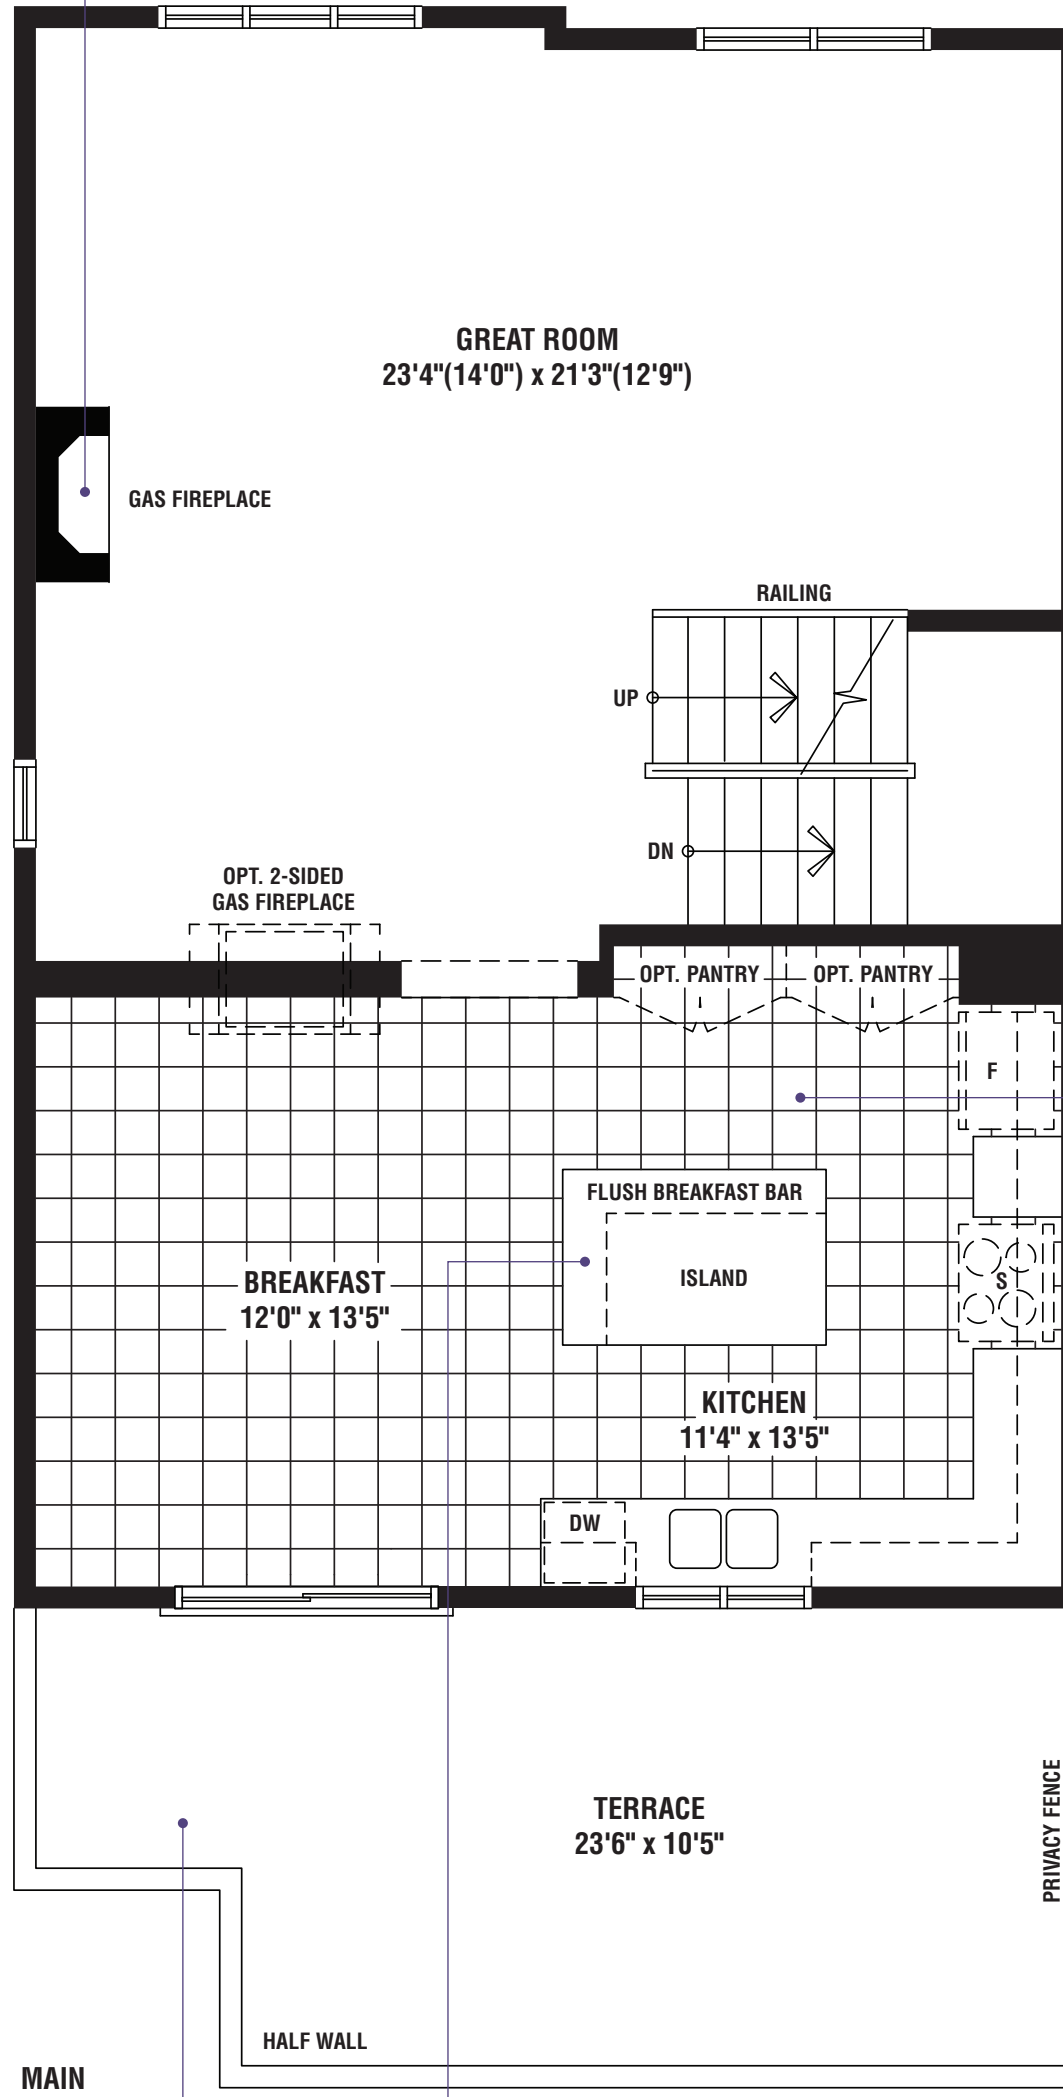 GREAT ROOM
23'4"(14'0") x 21'3"(12'9")
GAS FIREPLACE
RAILING
UP
DN
OPT. 2-SIDED
GAS FIREPLACE
OPT. PANTRY
OPT. PANTRY
F
FLUSH BREAKFAST BAR
ISLAND
S
BREAKFAST
12'0" x 13'5"
KITCHEN
11'4" x 13'5"
DW
TERRACE
23'6" x 10'5"
PRIVACY FENCE
HALF WALL
MAIN